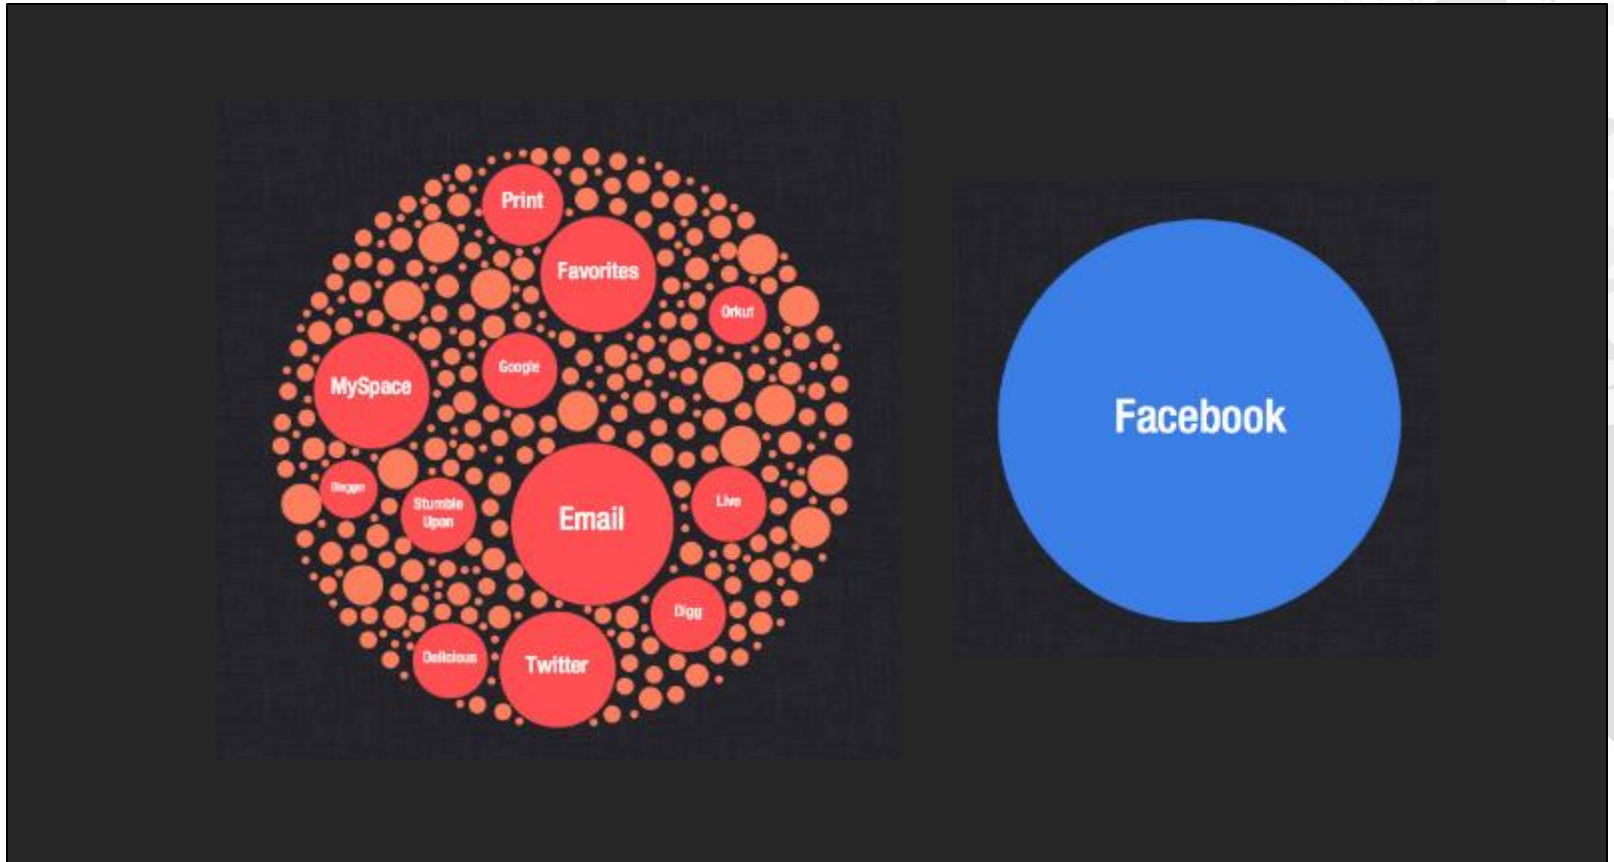 Print
Favorites
Orkut
Google
MySpace
Blogger
Stumble
Upon
Email
Live
Digg
Delicious
Twitter
Facebook